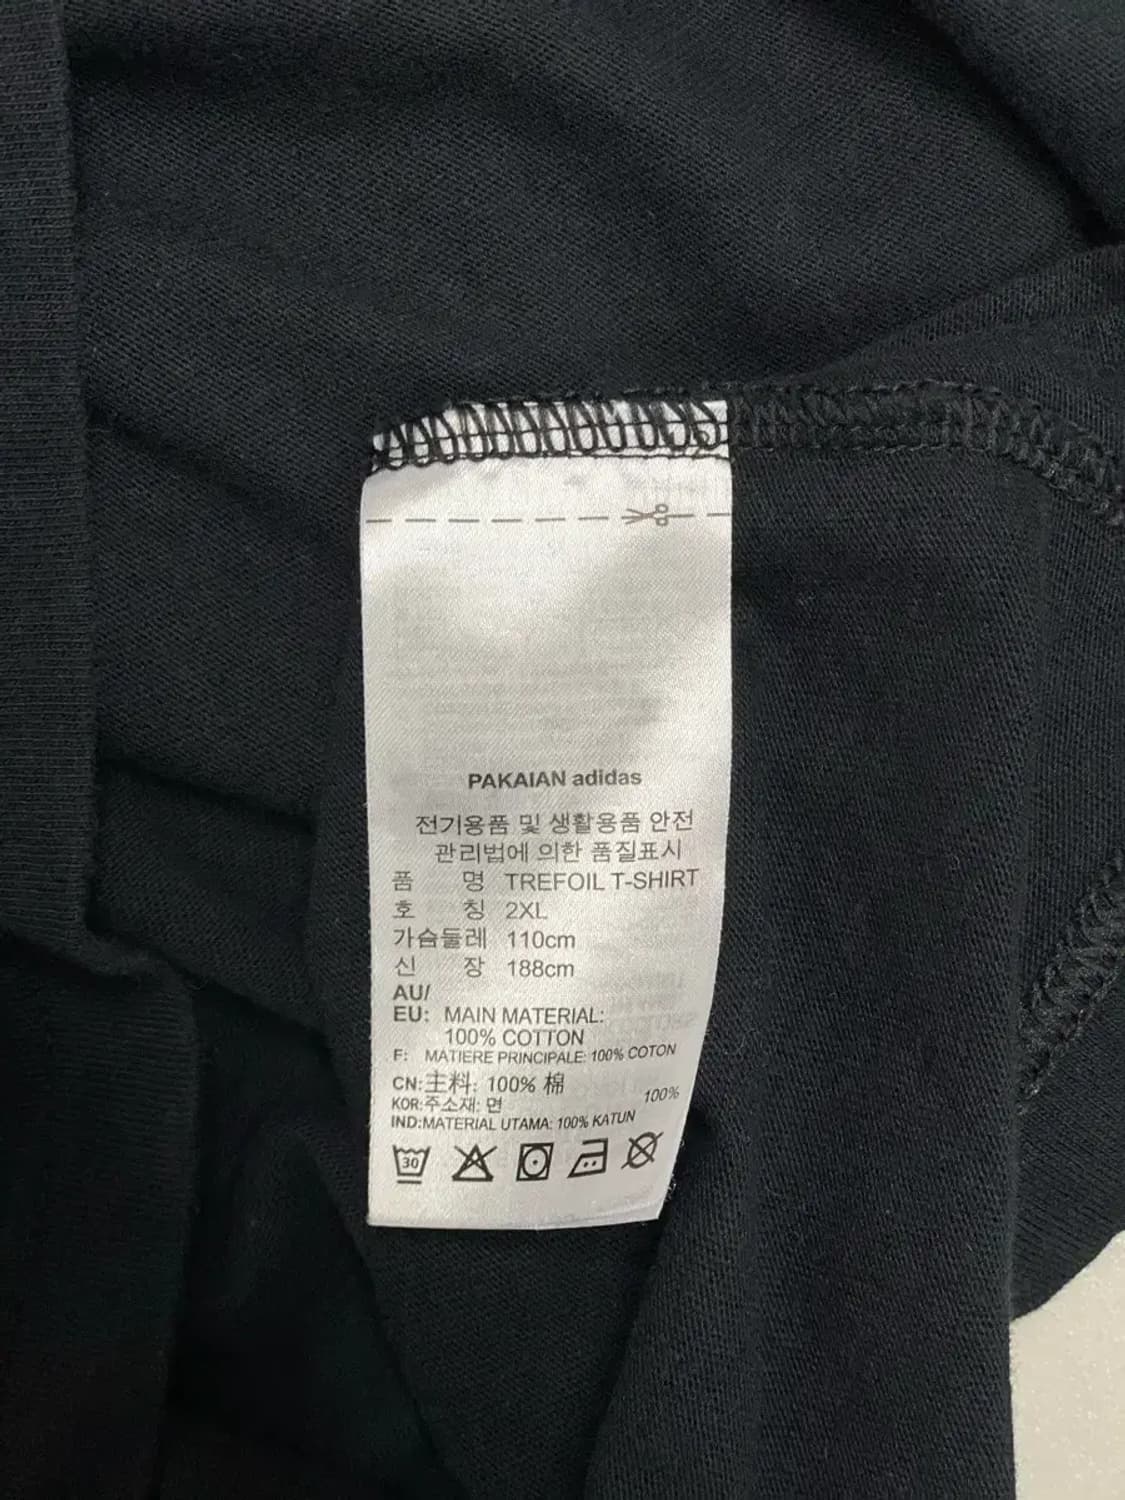 PAKAIAN adidas
전기용품 및 생활용품 안전
관리법에 의한 품질표시
품 명 TREFOIL T-SHIRT
호 칭 2XL
가슴둘레 110cm
신 장 188cm
AU/
EU: MAIN MATERIAL:
100% COTTON
F: MATIERE PRINCIPALE: 100% COTON
CN:主料: 100% 棉
KOR:주소재: 면 100%
IND:MATERIAL UTAMA: 100% KATUN
30